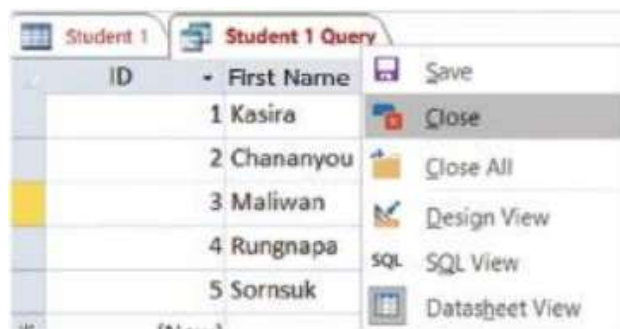 Student 1
Student 1 Query
ID First Name
1 Kasira
2 Chananyou
3 Maliwan
4 Rungnapa
5 Sornsuk
Save
Close
Close All
Design View
SQL SQL View
Datasheet View